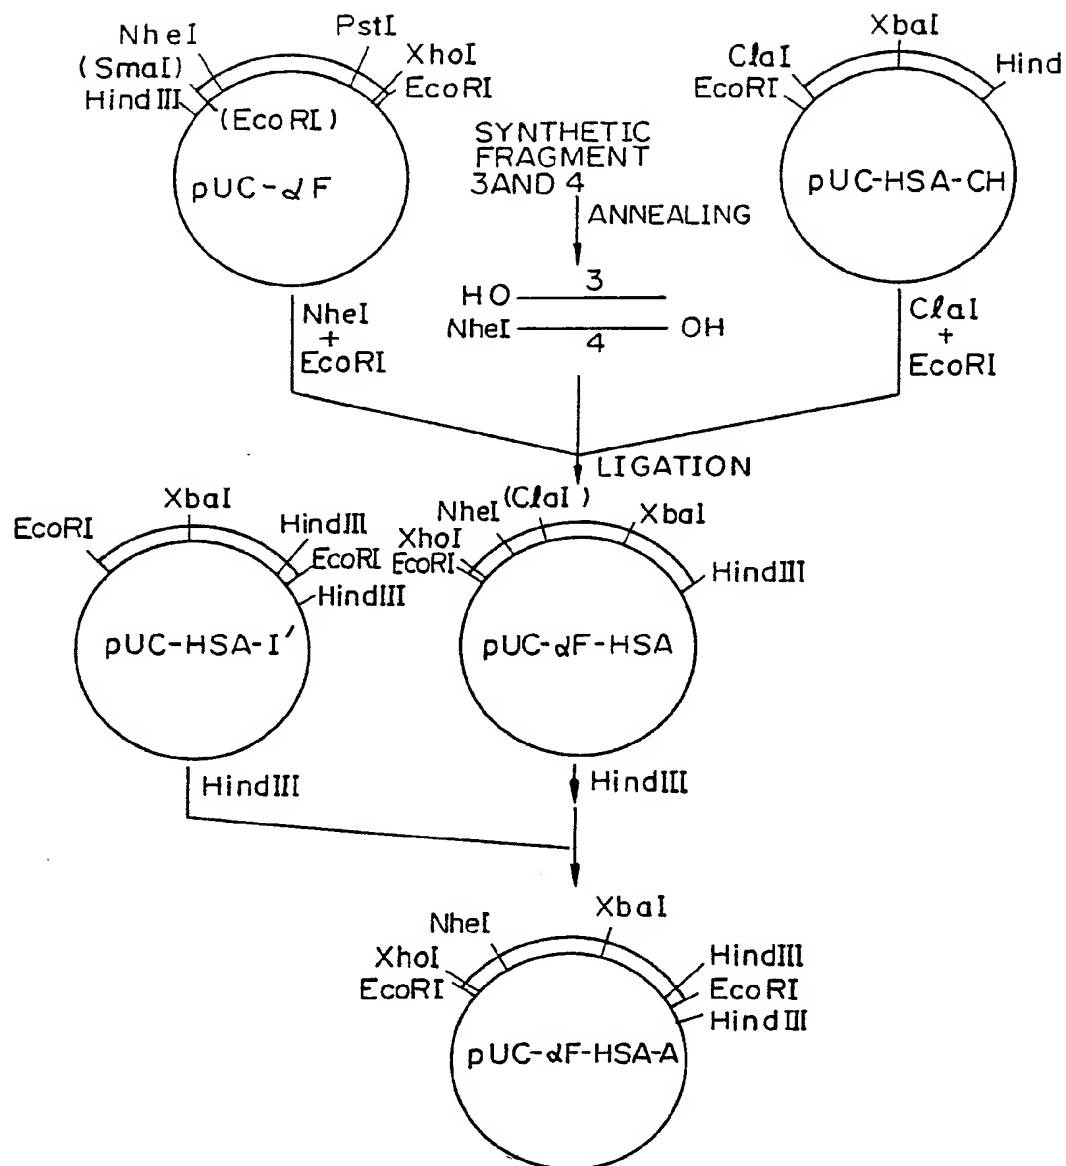 NheI
PstI
(SmaI)
XhoI
HindIII
EcoRI
(EcoRI)
pUC-αF
SYNTHETIC
FRAGMENT
3AND 4
ANNEALING
XbaI
ClaI
Hind
EcoRI
pUC-HSA-CH
HO
3
NheI
4
OH
NheI
+
EcoRI
ClaI
+
EcoRI
LIGATION
XbaI
EcoRI
HindIII
EcoRI
HindIII
pUC-HSA-I′
(ClaI)
NheI
XbaI
XhoI
EcoRI
HindIII
pUC-αF-HSA
HindIII
HindIII
XbaI
NheI
XhoI
HindIII
EcoRI
EcoRI
HindIII
pUC-αF-HSA-A